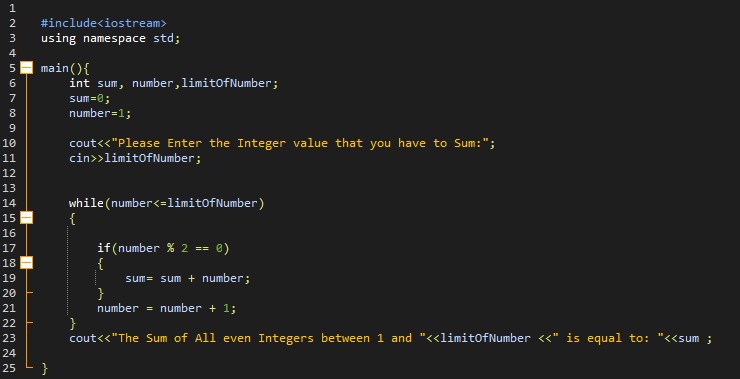 1
2 #include<iostream>
3 using namespace std;
4
5 main(){
6 int sum, number,limitOfNumber;
7 sum=0;
8 number=1;
9
10 cout<<"Please Enter the Integer value that you have to Sum:";
11 cin>>limitOfNumber;
12
13
14 while(number<=limitOfNumber)
15 {
16
17 if(number % 2 == 0)
18 {
19 sum= sum + number;
20 }
21 number = number + 1;
22 }
23 cout<<"The Sum of All even Integers between 1 and "<<limitOfNumber <<" is equal to: "<<sum ;
24
25 }